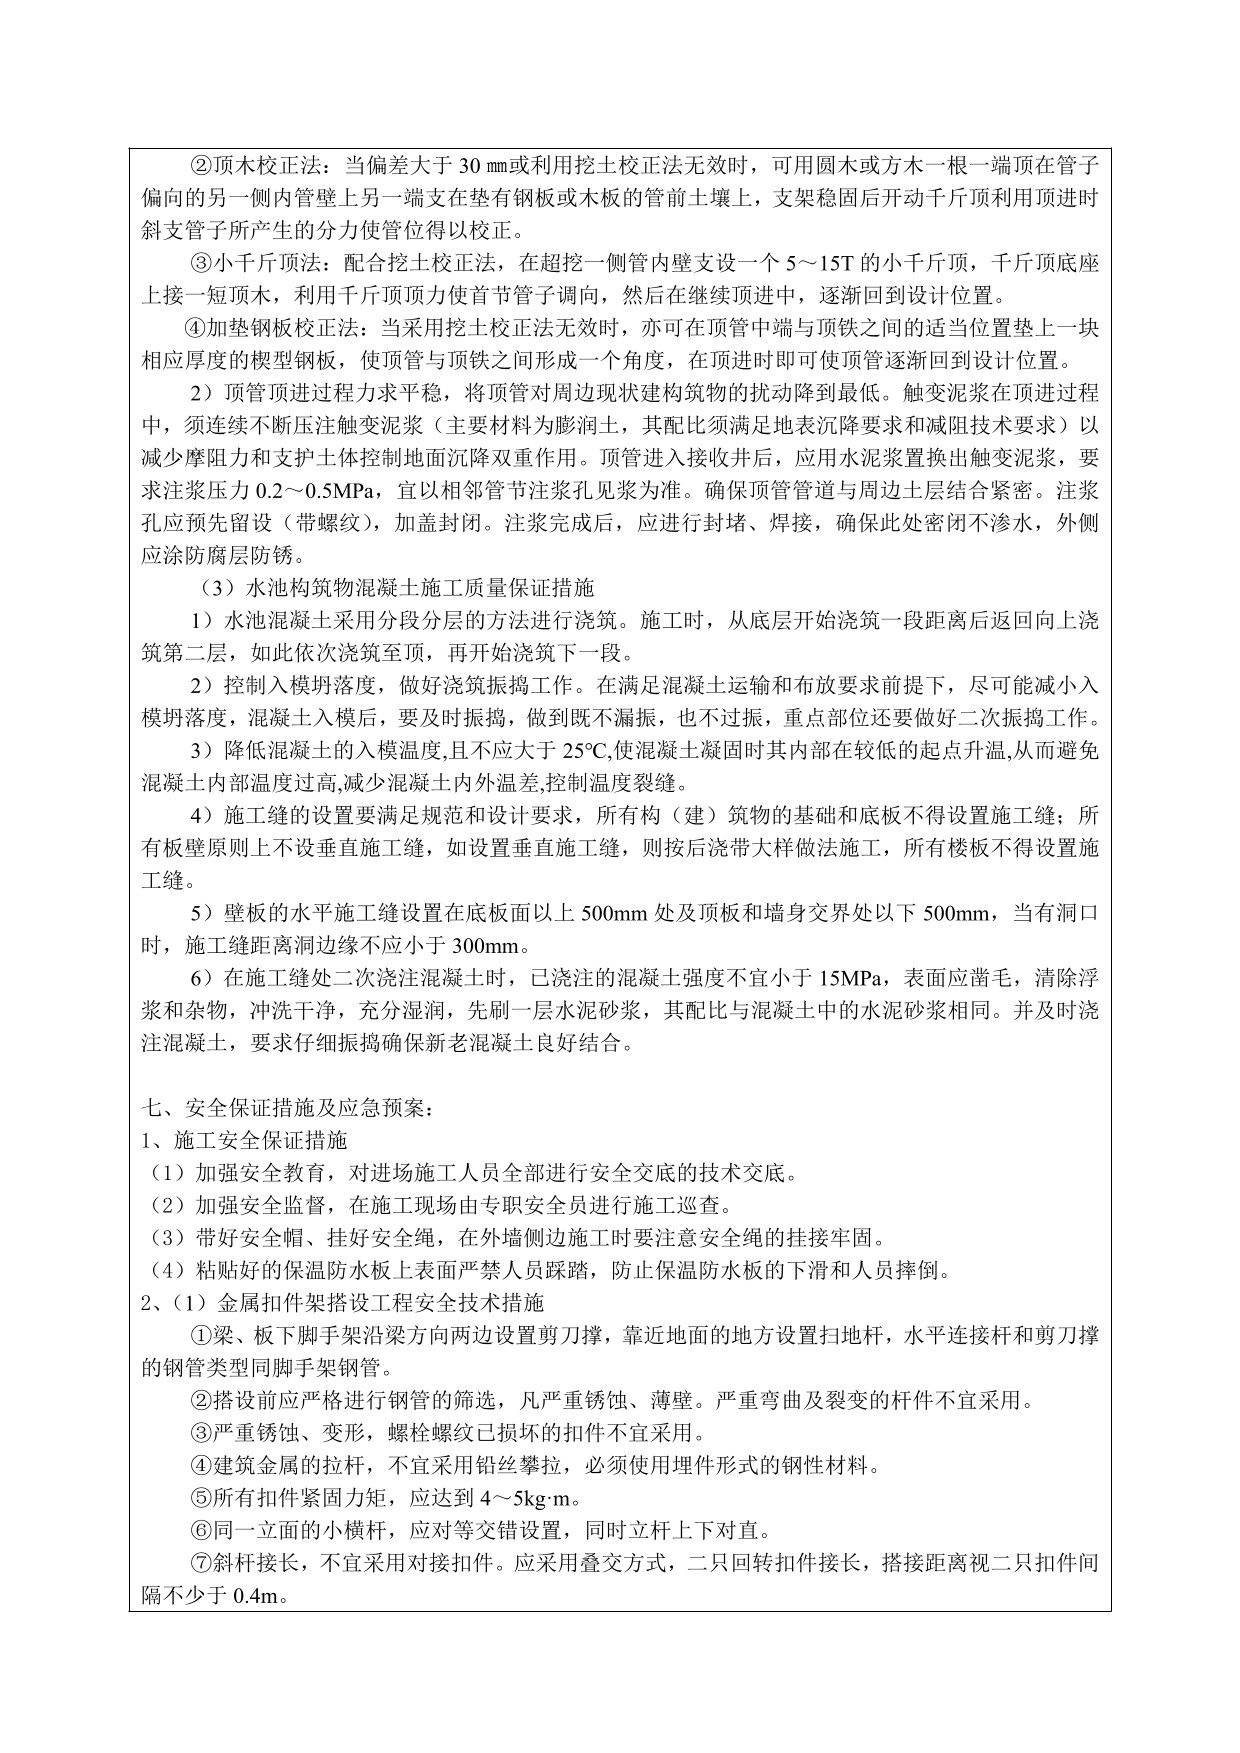 ②顶木校正法：当偏差大于 30 ㎜或利用挖土校正法无效时，可用圆木或方木一根一端顶在管子
偏向的另一侧内管壁上另一端支在垫有钢板或木板的管前土壤上，支架稳固后开动千斤顶利用顶进时
斜支管子所产生的分力使管位得以校正。
③小千斤顶法：配合挖土校正法，在超挖一侧管内壁支设一个 5～15T 的小千斤顶，千斤顶底座
上接一短顶木，利用千斤顶顶力使首节管子调向，然后在继续顶进中，逐渐回到设计位置。
④加垫钢板校正法：当采用挖土校正法无效时，亦可在顶管中端与顶铁之间的适当位置垫上一块
相应厚度的楔型钢板，使顶管与顶铁之间形成一个角度，在顶进时即可使顶管逐渐回到设计位置。
2）顶管顶进过程力求平稳，将顶管对周边现状建构筑物的扰动降到最低。触变泥浆在顶进过程
中，须连续不断压注触变泥浆（主要材料为膨润土，其配比须满足地表沉降要求和减阻技术要求）以
减少摩阻力和支护土体控制地面沉降双重作用。顶管进入接收井后，应用水泥浆置换出触变泥浆，要
求注浆压力 0.2～0.5MPa，宜以相邻管节注浆孔见浆为准。确保顶管管道与周边土层结合紧密。注浆
孔应预先留设（带螺纹），加盖封闭。注浆完成后，应进行封堵、焊接，确保此处密闭不渗水，外侧
应涂防腐层防锈。
（3）水池构筑物混凝土施工质量保证措施
1）水池混凝土采用分段分层的方法进行浇筑。施工时，从底层开始浇筑一段距离后返回向上浇
筑第二层，如此依次浇筑至顶，再开始浇筑下一段。
2）控制入模坍落度，做好浇筑振捣工作。在满足混凝土运输和布放要求前提下，尽可能减小入
模坍落度，混凝土入模后，要及时振捣，做到既不漏振，也不过振，重点部位还要做好二次振捣工作。
3）降低混凝土的入模温度,且不应大于 25℃,使混凝土凝固时其内部在较低的起点升温,从而避免
混凝土内部温度过高,减少混凝土内外温差,控制温度裂缝。
4）施工缝的设置要满足规范和设计要求，所有构（建）筑物的基础和底板不得设置施工缝；所
有板壁原则上不设垂直施工缝，如设置垂直施工缝，则按后浇带大样做法施工，所有楼板不得设置施
工缝。
5）壁板的水平施工缝设置在底板面以上 500mm 处及顶板和墙身交界处以下 500mm，当有洞口
时，施工缝距离洞边缘不应小于 300mm。
6）在施工缝处二次浇注混凝土时，已浇注的混凝土强度不宜小于 15MPa，表面应凿毛，清除浮
浆和杂物，冲洗干净，充分湿润，先刷一层水泥砂浆，其配比与混凝土中的水泥砂浆相同。并及时浇
注混凝土，要求仔细振捣确保新老混凝土良好结合。
七、安全保证措施及应急预案：
1、施工安全保证措施
（1）加强安全教育，对进场施工人员全部进行安全交底的技术交底。
（2）加强安全监督，在施工现场由专职安全员进行施工巡查。
（3）带好安全帽、挂好安全绳，在外墙侧边施工时要注意安全绳的挂接牢固。
（4）粘贴好的保温防水板上表面严禁人员踩踏，防止保温防水板的下滑和人员摔倒。
2、（1）金属扣件架搭设工程安全技术措施
①梁、板下脚手架沿梁方向两边设置剪刀撑，靠近地面的地方设置扫地杆，水平连接杆和剪刀撑
的钢管类型同脚手架钢管。
②搭设前应严格进行钢管的筛选，凡严重锈蚀、薄壁。严重弯曲及裂变的杆件不宜采用。
③严重锈蚀、变形，螺栓螺纹已损坏的扣件不宜采用。
④建筑金属的拉杆，不宜采用铅丝攀拉，必须使用埋件形式的钢性材料。
⑤所有扣件紧固力矩，应达到 4～5kg·m。
⑥同一立面的小横杆，应对等交错设置，同时立杆上下对直。
⑦斜杆接长，不宜采用对接扣件。应采用叠交方式，二只回转扣件接长，搭接距离视二只扣件间
隔不少于 0.4m。